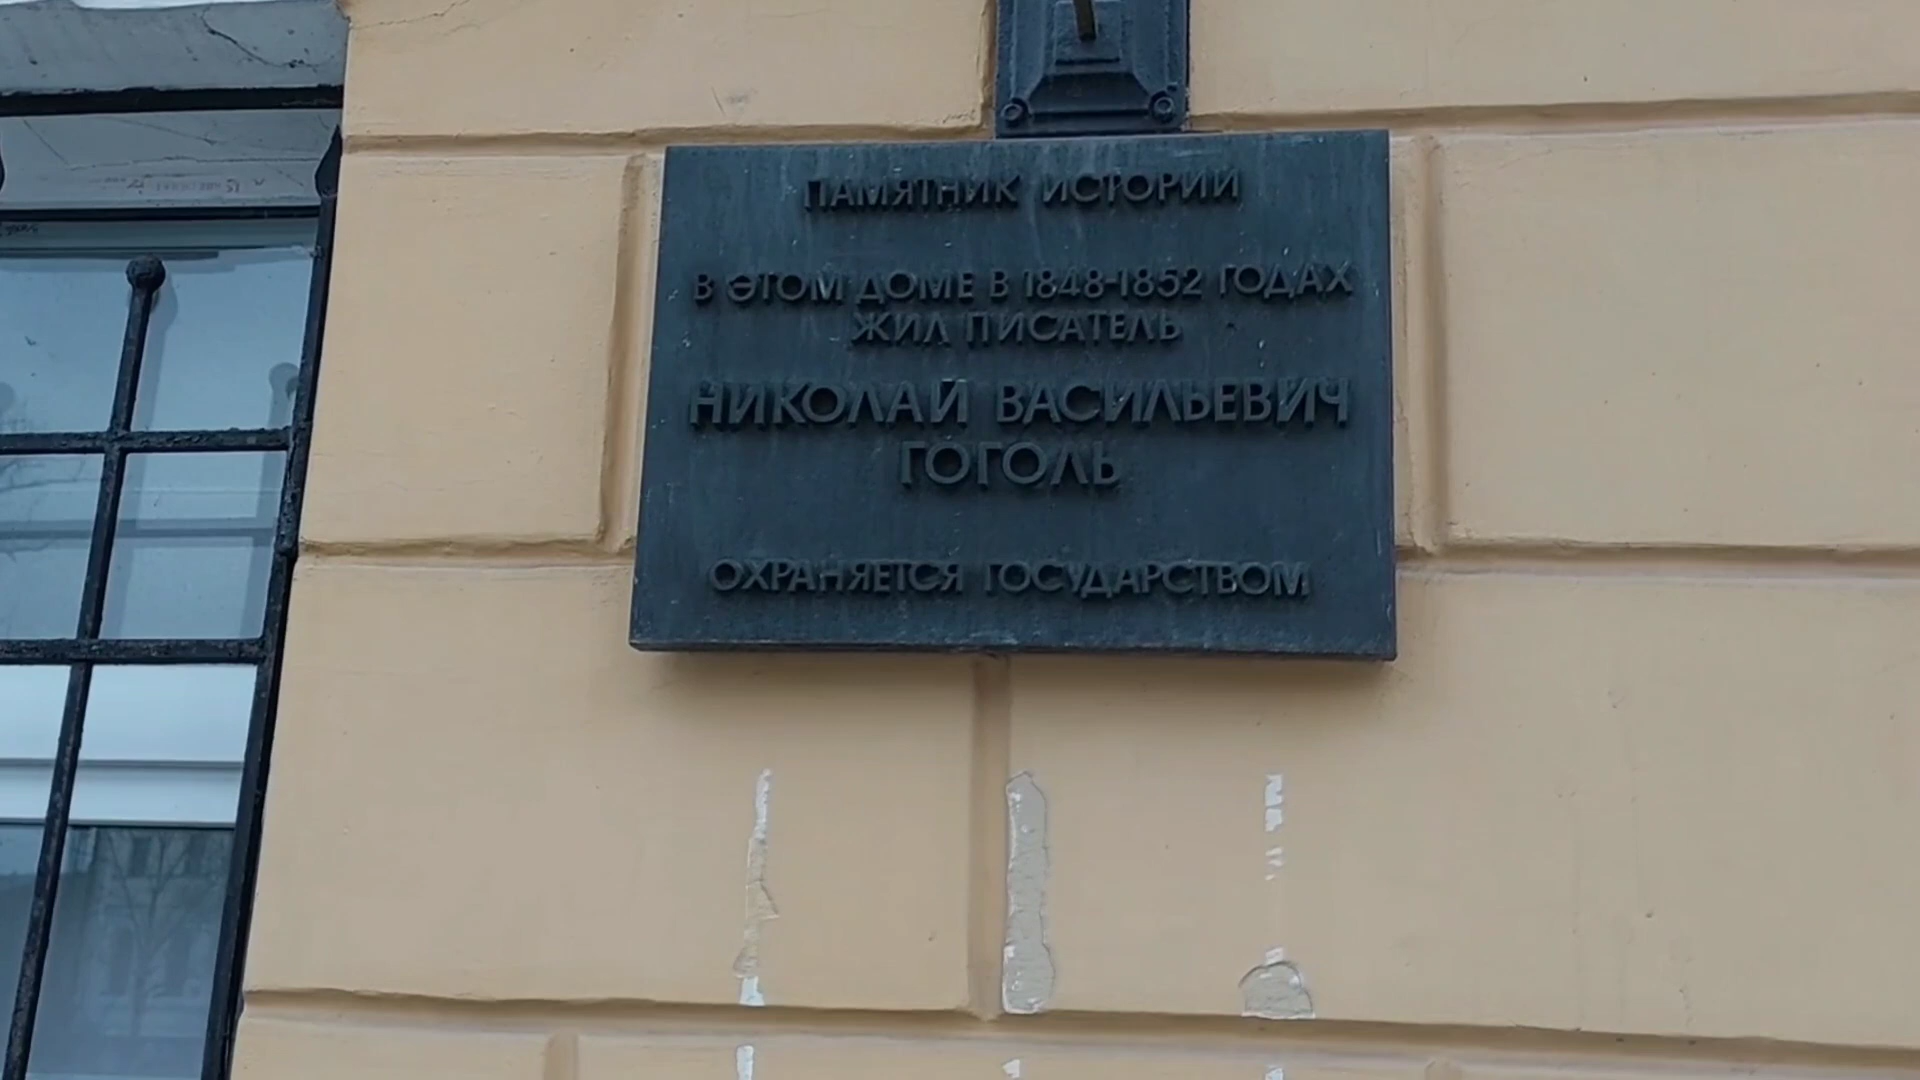 ПАМЯТНИК ИСТОРИИ
В ЭТОМ ДОМЕ В 1848-1852 ГОДАХ
ЖИЛ ПИСАТЕЛЬ
НИКОЛАЙ ВАСИЛЬЕВИЧ
ГОГОЛЬ
ОХРАНЯЕТСЯ ГОСУДАРСТВОМ